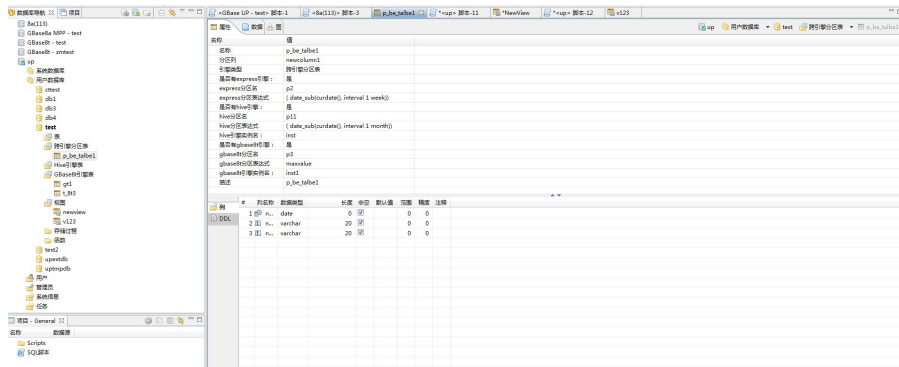 数据库导航 项目
8a(113)
GBase8a MPP - test
GBase8t - test
GBase8t - zmtest
up
系统数据库
用户数据库
cttest
db1
db3
db4
test
表
跨引擎分区表
p_be_talbe1
Hive引擎表
GBase8t引擎表
gt1
t_8t3
视图
newview
v123
存储过程
函数
test2
upextdb
uptmpdb
用户
管理员
系统信息
任务
项目 - General
名称 数据源
Scripts
SQL脚本
<GBase UP - test> 脚本-1 <8a(113)> 脚本-3 p_be_talbe1 *<up> 脚本-11 *NewView *<up> 脚本-12 v123
属性 数据 图 up 用户数据库 test 跨引擎分区表 p_be_talbe1
名称 值
名称 p_be_talbe1
分区列 newcolumn1
引擎类型 跨引擎分区表
是否有express引擎： 是
express分区名 p2
express分区表达式 ( date_sub(curdate(), interval 1 week))
是否有hive引擎： 是
hive分区名 p11
hive分区表达式 ( date_sub(curdate(), interval 1 month))
hive引擎实例名： inst
是否有gbase8t引擎： 是
gbase8t分区名 p3
gbase8t分区表达式 maxvalue
gbase8t引擎实例名： inst1
描述 p_be_talbe1
列
DDL
# 列名称 数据类型 长度 非空 默认值 范围 精度 注释
1 n... date 0 0 0
2 n... varchar 20 0 0
3 n... varchar 20 0 0